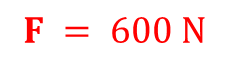 F = 600 N